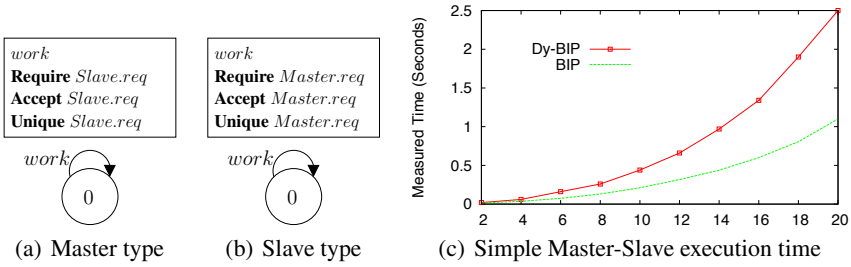 work
Require Slave.req
Accept Slave.req
Unique Slave.req
work
0
(a) Master type
work
Require Master.req
Accept Master.req
Unique Master.req
work
0
(b) Slave type
Measured Time (Seconds)
2.5
2
1.5
1
0.5
0
Dy-BIP
BIP
2 4 6 8 10 12 14 16 18 20
(c) Simple Master-Slave execution time